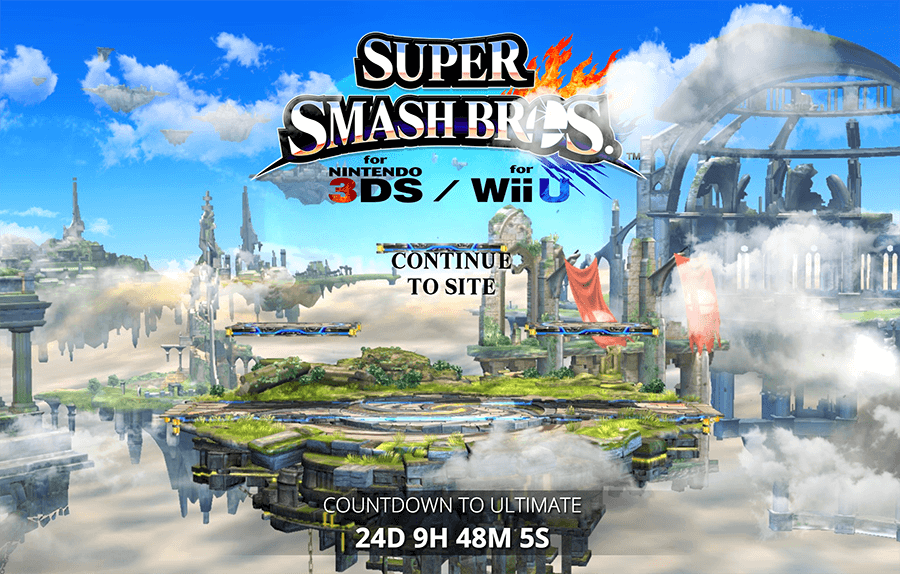 SUPER
SMASH BROS.™
for
NINTENDO
3DS / for
Wii U
CONTINUE
TO SITE
COUNTDOWN TO ULTIMATE
24D 9H 48M 5S